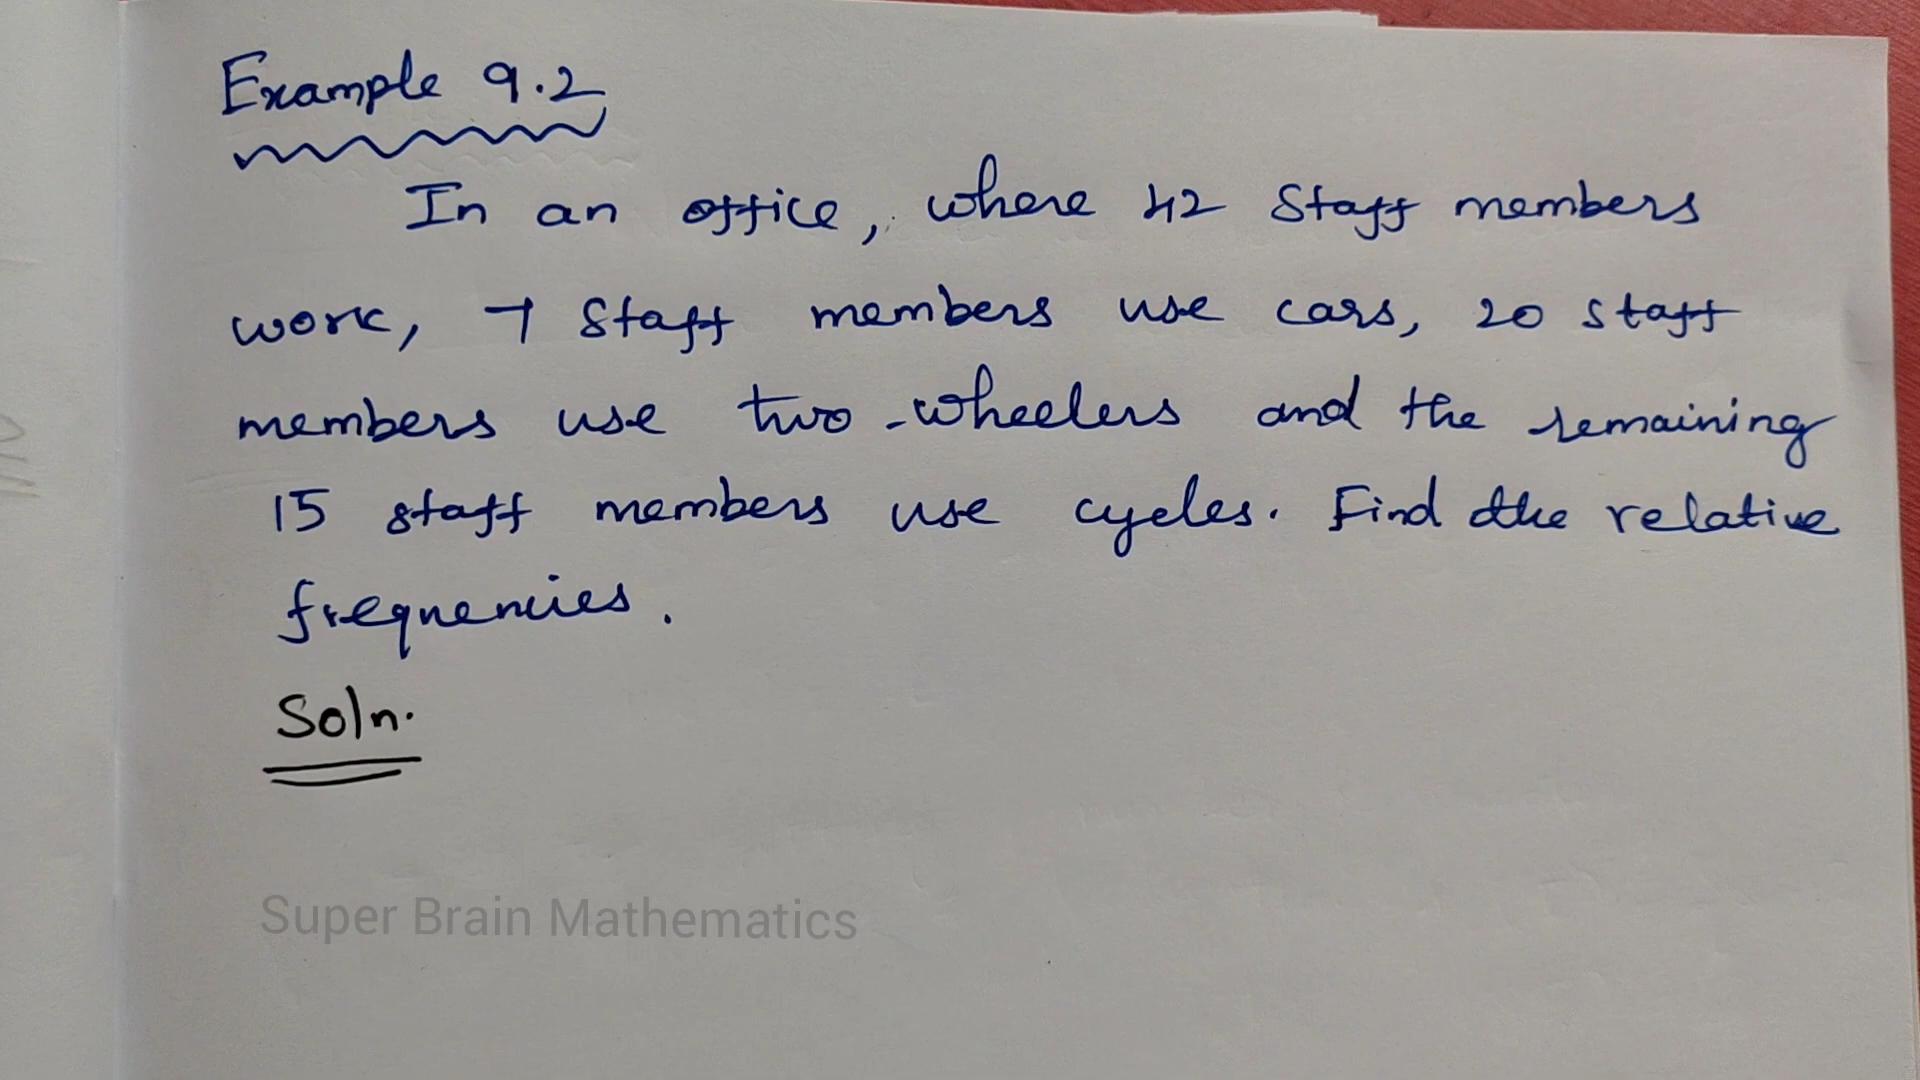 Example 9.2
In an office, where 42 Staff members
work, 7 Staff members use cars, 20 staff
members use two-wheelers and the remaining
15 staff members use cycles. Find the relative
frequencies.
Soln.
Super Brain Mathematics